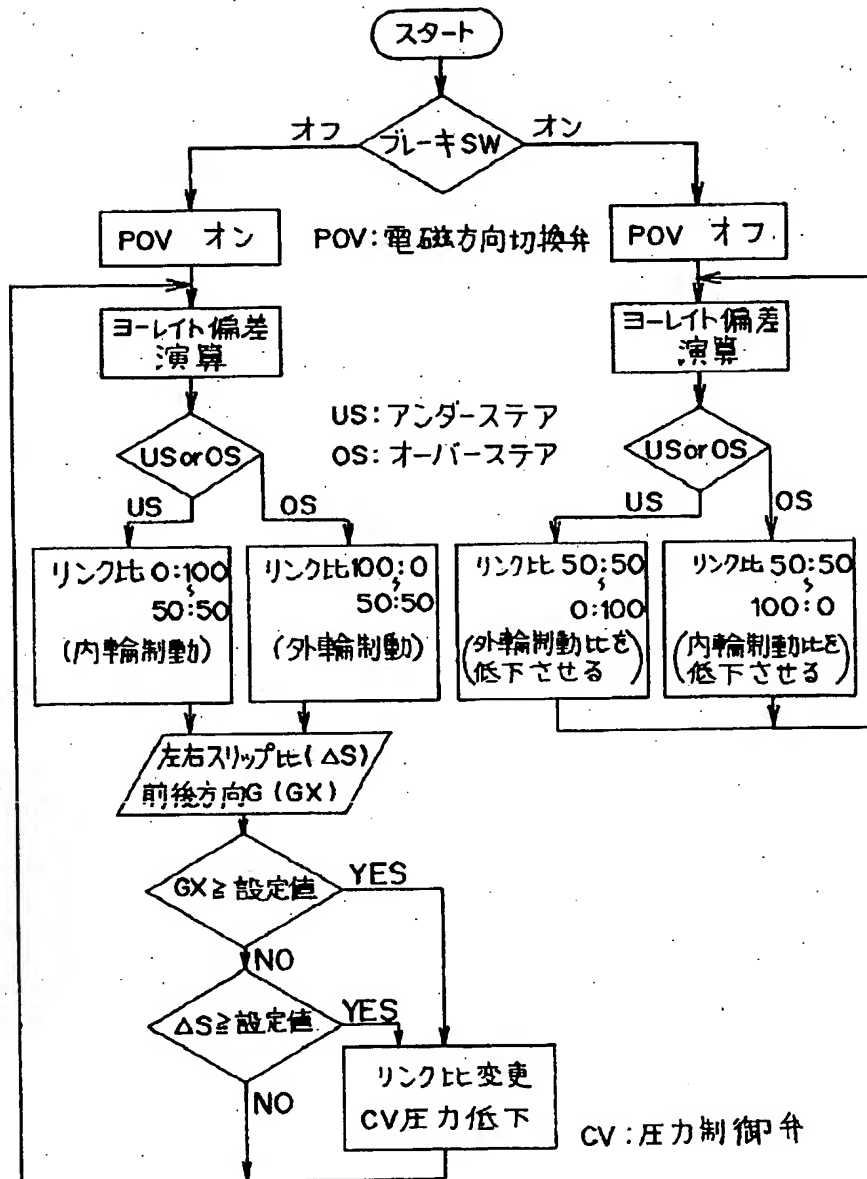 スタート
ブレーキSW
オフ
オン
POV オン
POV:電磁方向切換弁
POV オフ
ヨーレイト偏差
演算
ヨーレイト偏差
演算
US:アンダーステア
OS:オーバーステア
USorOS
USorOS
US
OS
US
OS
リンク比0:100
~
50:50
(内輪制動)
リンク比100:0
~
50:50
(外輪制動)
リンク比 50:50
~
0:100
(外輪制動比を
低下させる)
リンク比 50:50
~
100:0
(内輪制動比を
低下させる)
左右スリップ比(△S)
前後方向G(GX)
GX≧設定値
YES
NO
△S≧設定値
YES
NO
リンク比変更
CV圧力低下
CV:圧力制御弁